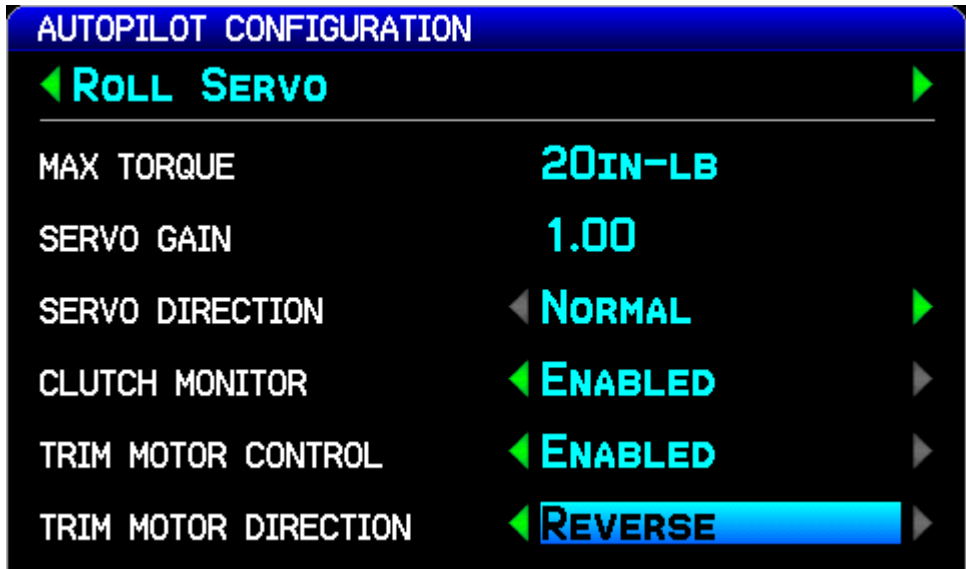 AUTOPILOT CONFIGURATION
ROLL SERVO
MAX TORQUE 20IN-LB
SERVO GAIN 1.00
SERVO DIRECTION NORMAL
CLUTCH MONITOR ENABLED
TRIM MOTOR CONTROL ENABLED
TRIM MOTOR DIRECTION REVERSE